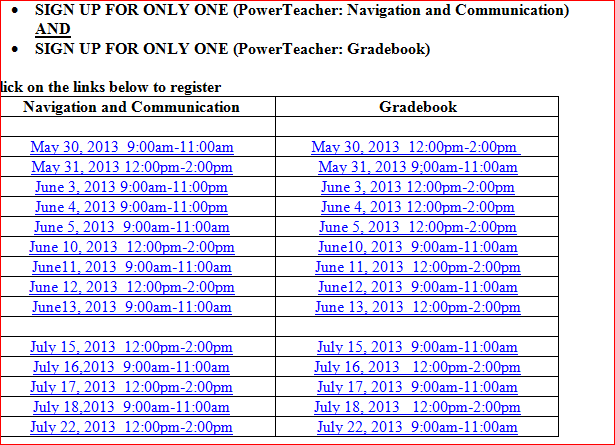 • SIGN UP FOR ONLY ONE (PowerTeacher: Navigation and Communication)
AND
• SIGN UP FOR ONLY ONE (PowerTeacher: Gradebook)
lick on the links below to register
Navigation and Communication Gradebook
May 30, 2013 9:00am-11:00am May 30, 2013 12:00pm-2:00pm
May 31, 2013 12:00pm-2:00pm May 31, 2013 9;00am-11:00am
June 3, 2013 9:00am-11:00pm June 3, 2013 12:00pm-2:00pm
June 4, 2013 9:00am-11:00pm June 4, 2013 12:00pm-2:00pm
June 5, 2013 9:00am-11:00am June 5, 2013 12:00pm-2:00pm
June 10, 2013 12:00pm-2:00pm June10, 2013 9:00am-11:00am
June11, 2013 9:00am-11:00am June 11, 2013 12:00pm-2:00pm
June 12, 2013 12:00pm-2:00pm June12, 2013 9:00am-11:00am
June13, 2013 9:00am-11:00am June 13, 2013 12:00pm-2:00pm
July 15, 2013 12:00pm-2:00pm July 15, 2013 9:00am-11:00am
July 16,2013 9:00am-11:00am July 16, 2013 12:00pm-2:00pm
July 17, 2013 12:00pm-2:00pm July 17, 2013 9:00am-11:00am
July 18,2013 9:00am-11:00am July 18, 2013 12:00pm-2:00pm
July 22, 2013 12:00pm-2:00pm July 22, 2013 9:00am-11:00am